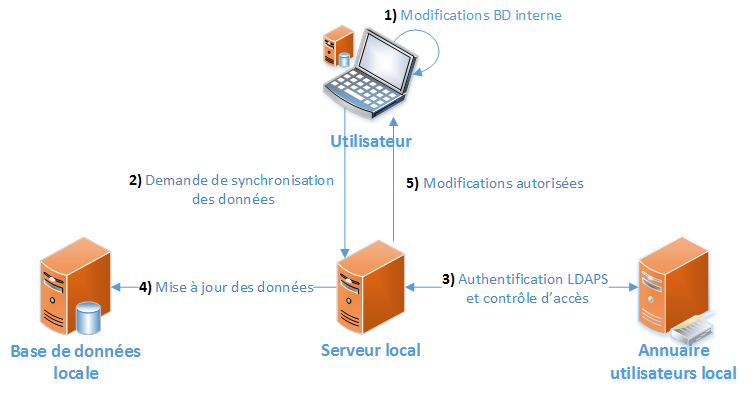 1) Modifications BD interne
Utilisateur
2) Demande de synchronisation
des données
5) Modifications autorisées
4) Mise à jour des données
3) Authentification LDAPS
et contrôle d’accès
Base de données
locale
Serveur local
Annuaire
utilisateurs local